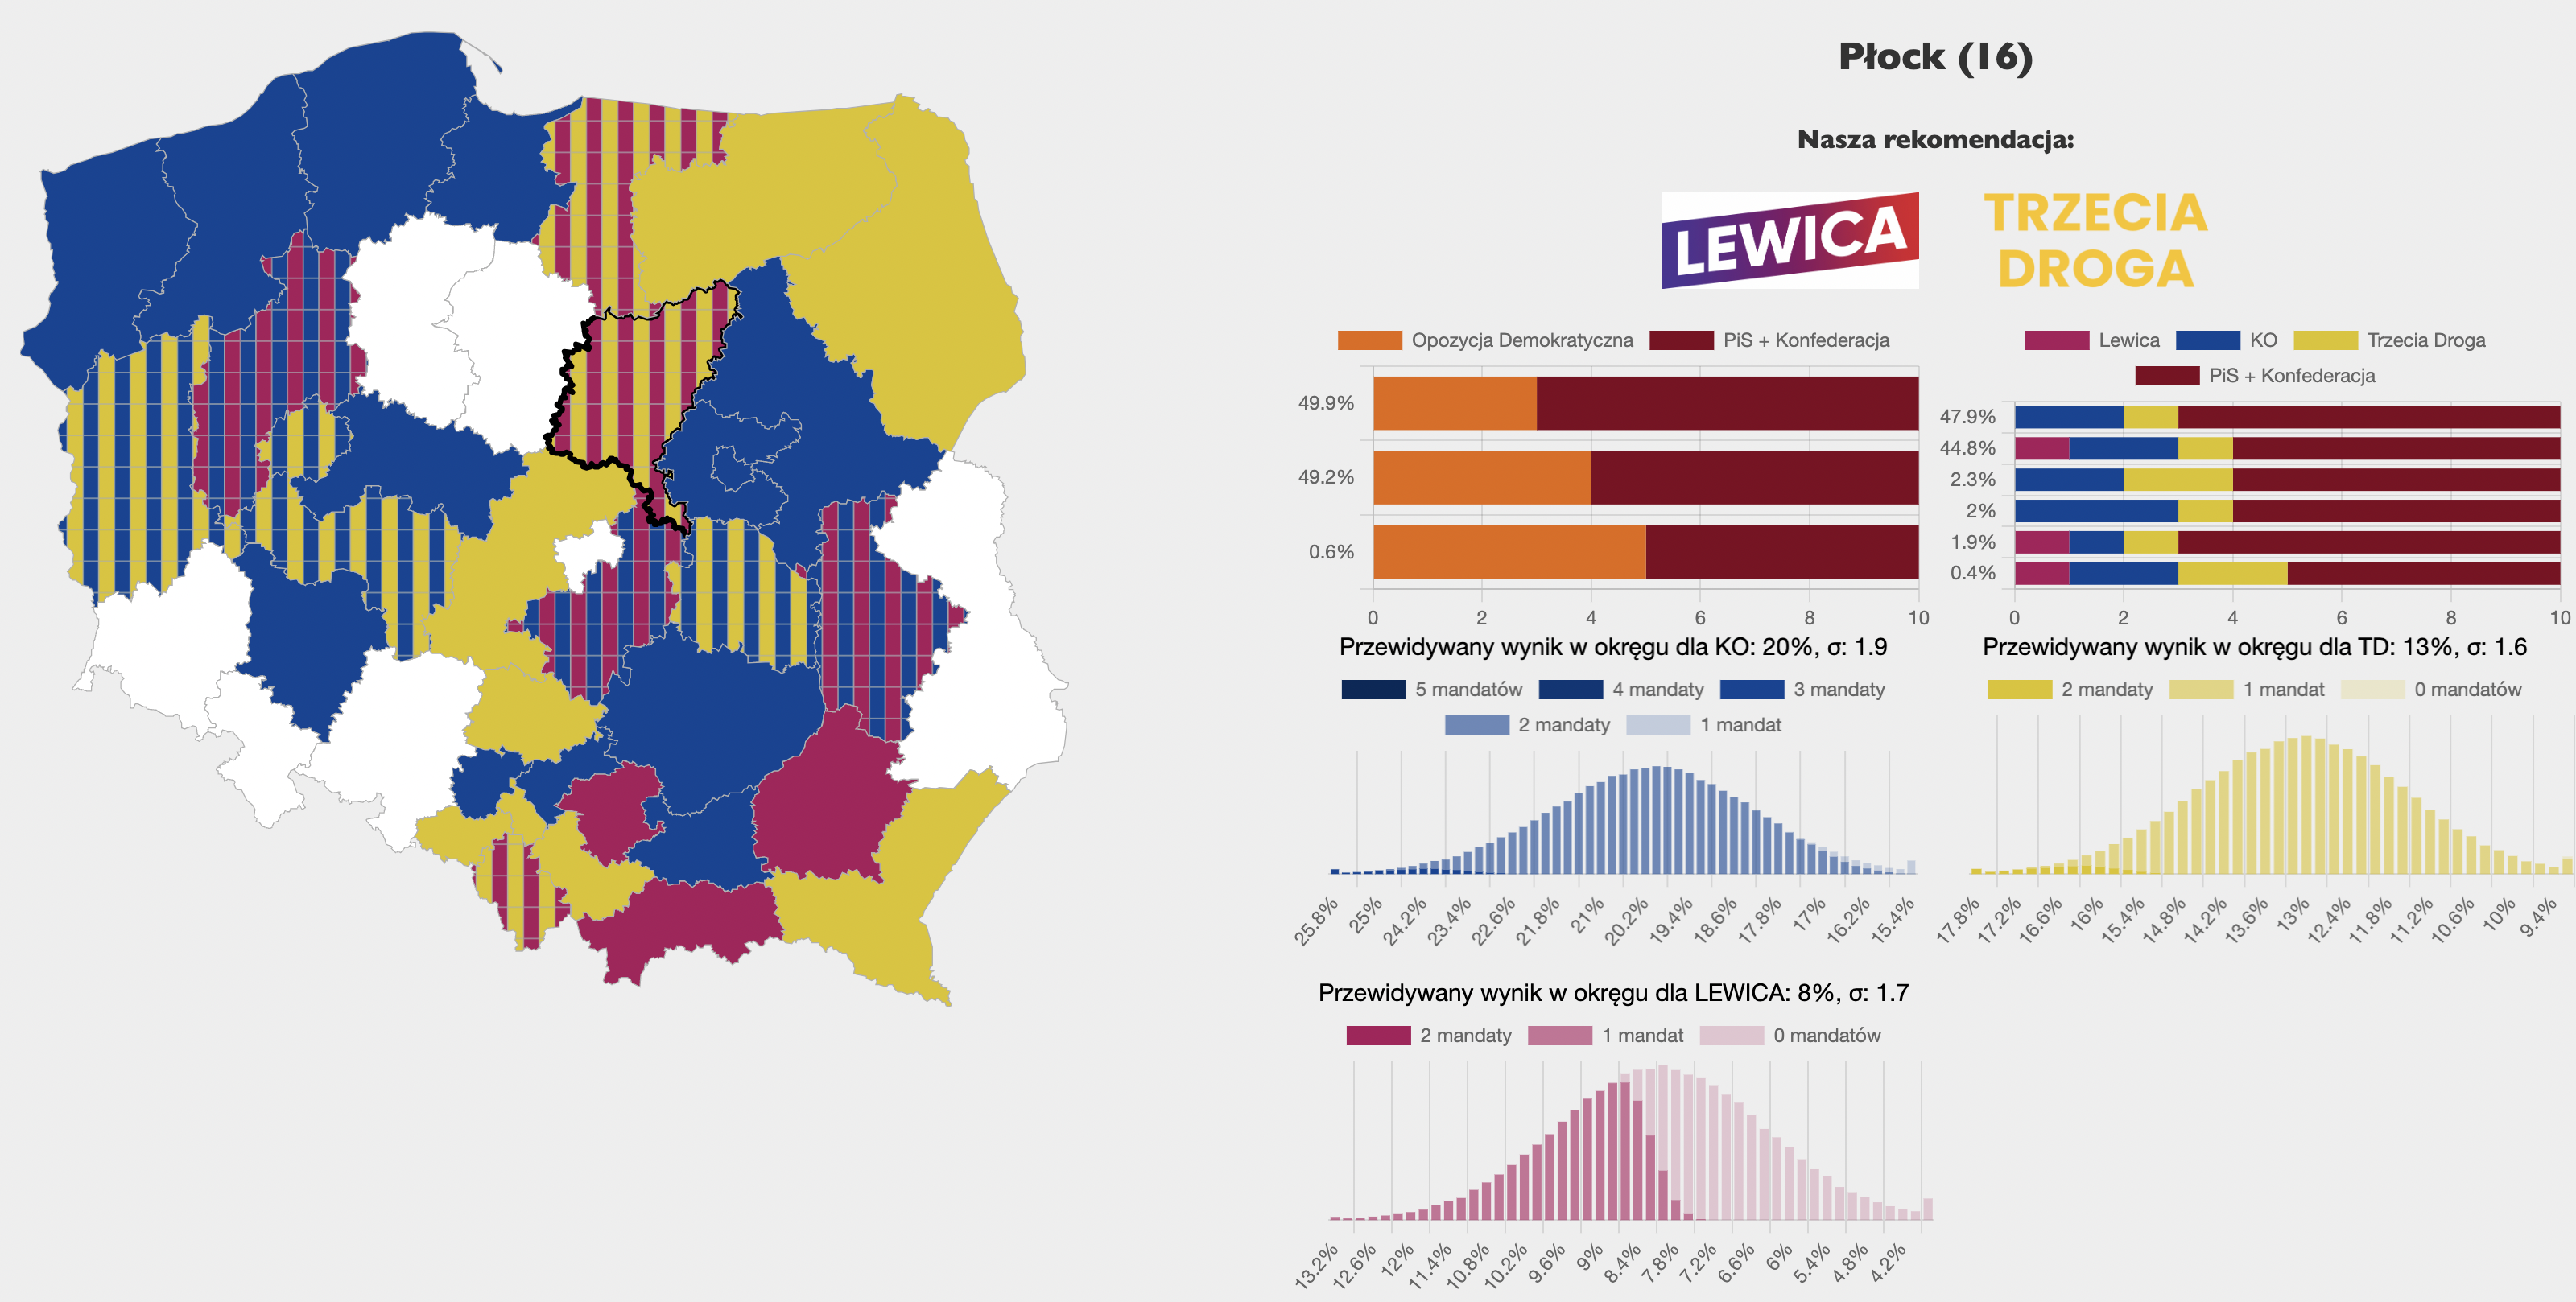 Płock (16)
Nasza rekomendacja:
LEWICA
TRZECIA
DROGA
Opozycja Demokratyczna PiS + Konfederacja
49.9%
49.2%
0.6%
0 2 4 6 8 10
Lewica KO Trzecia Droga
PiS + Konfederacja
47.9%
44.8%
2.3%
2%
1.9%
0.4%
0 2 4 6 8 10
Przewidywany wynik w okręgu dla KO: 20%, σ: 1.9
5 mandatów 4 mandaty 3 mandaty
2 mandaty 1 mandat
25.8% 25% 24.2% 23.4% 22.6% 21.8% 21% 20.2% 19.4% 18.6% 17.8% 17% 16.2% 15.4%
Przewidywany wynik w okręgu dla TD: 13%, σ: 1.6
2 mandaty 1 mandat 0 mandatów
17.8% 17.2% 16.6% 16% 15.4% 14.8% 14.2% 13.6% 13% 12.4% 11.8% 11.2% 10.6% 10% 9.4%
Przewidywany wynik w okręgu dla LEWICA: 8%, σ: 1.7
2 mandaty 1 mandat 0 mandatów
13.2% 12.6% 12% 11.4% 10.8% 10.2% 9.6% 9% 8.4% 7.8% 7.2% 6.6% 6% 5.4% 4.8% 4.2%